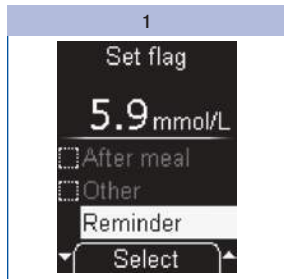 1
Set flag
5.9 mmol/L
After meal
Other
Reminder
Select